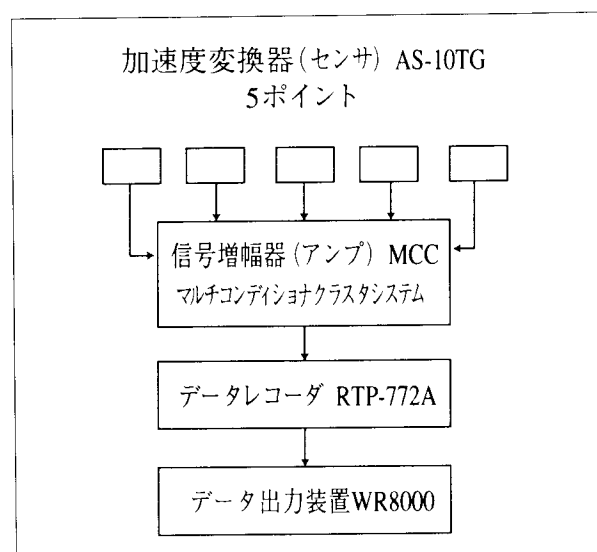 加速度変換器(センサ) AS-10TG
5ポイント
信号増幅器(アンプ) MCC
マルチコンディショナクラスタシステム
データレコーダ RTP-772A
データ出力装置WR8000